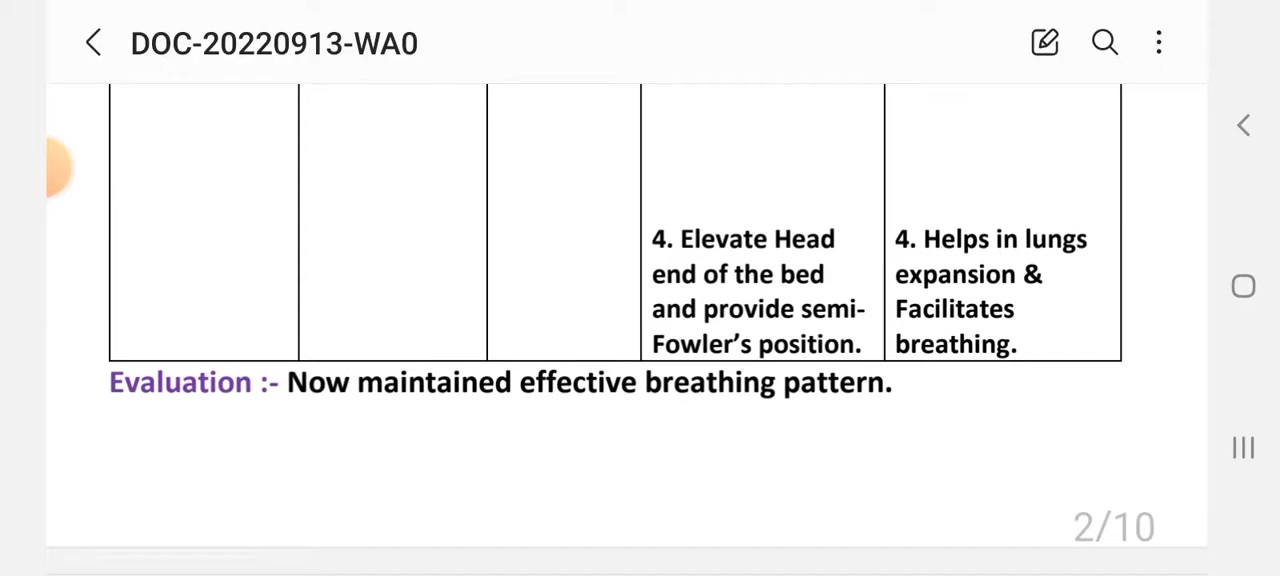 DOC-20220913-WA0
4. Elevate Head
end of the bed
and provide semi-
Fowler's position.
4. Helps in lungs
expansion &
Facilitates
breathing.
Evaluation :- Now maintained effective breathing pattern.
2/10